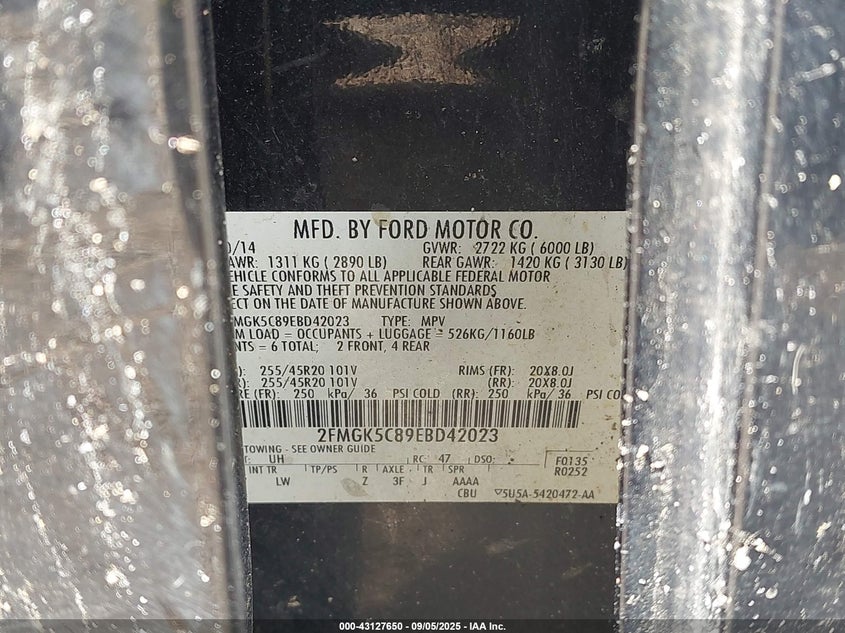 MFD. BY FORD MOTOR CO.
/14 GVWR: 2722 KG ( 6000 LB)
AWR: 1311 KG ( 2890 LB) REAR GAWR: 1420 KG ( 3130 LB)
EHICLE CONFORMS TO ALL APPLICABLE FEDERAL MOTOR
E SAFETY AND THEFT PREVENTION STANDARDS
ECT ON THE DATE OF MANUFACTURE SHOWN ABOVE.
FMGK5C89EBD42023 TYPE: MPV
M LOAD = OCCUPANTS + LUGGAGE = 526KG/1160LB
NTS = 6 TOTAL; 2 FRONT, 4 REAR
): 255/45R20 101V RIMS (FR): 20X8.0J
): 255/45R20 101V (RR): 20X8.0J
RE (FR): 250 kPa/ 36 PSI COLD (RR): 250 kPa/ 36 PSI CO
2FMGK5C89EBD42023
TOWING - SEE OWNER GUIDE
UH RC: 47 DSO: F0135
R0252
INT TR TP/PS R AXLE TR SPR
LW Z 3F J AAAA
CBU 5U5A-5420472-AA
000-43127650 - 09/05/2025 - IAA Inc.